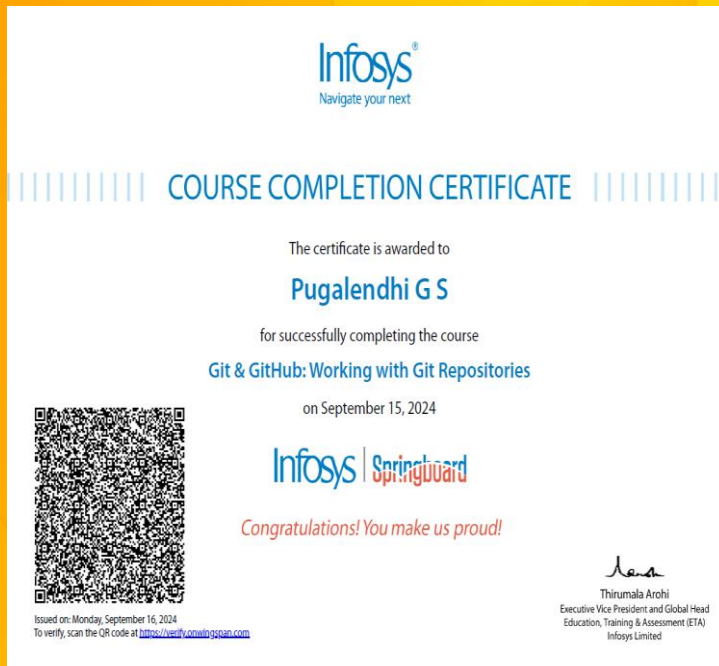 Infosys®
Navigate your next
COURSE COMPLETION CERTIFICATE
The certificate is awarded to
Pugalendhi G S
for successfully completing the course
Git & GitHub: Working with Git Repositories
on September 15, 2024
Infosys | Springboard
Congratulations! You make us proud!
Issued on: Monday, September 16, 2024
To verify, scan the QR code at https://verify.onwingspan.com
Thirumala Arohi
Executive Vice President and Global Head
Education, Training & Assessment (ETA)
Infosys Limited